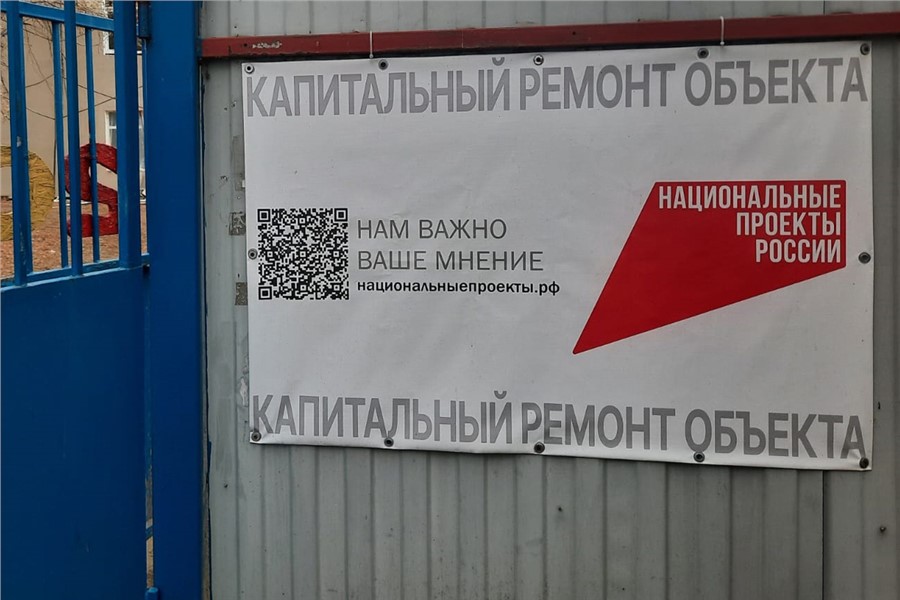 КАПИТАЛЬНЫЙ РЕМОНТ ОБЪЕКТА
НАМ ВАЖНО
ВАШЕ МНЕНИЕ
национальныепроекты.рф
НАЦИОНАЛЬНЫЕ
ПРОЕКТЫ
РОССИИ
КАПИТАЛЬНЫЙ РЕМОНТ ОБЪЕКТА